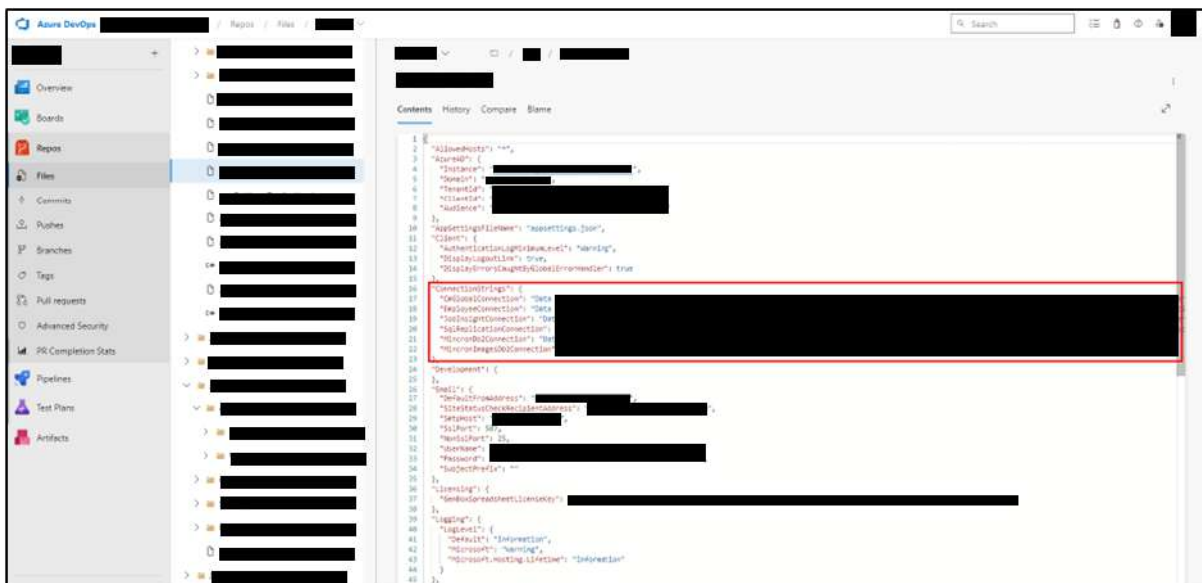 Azure DevOps / Repos / Files /
Search
Overview
Boards
Repos
Files
Commits
Pushes
Branches
Tags
Pull requests
Advanced Security
PR Completion Stats
Pipelines
Test Plans
Artifacts
Contents History Compare Blame
1 {
2 "AllowedHosts": "*",
3 "AzureAD": {
4 "Instance": "
5 "Domain": "
6 "TenantId": "
7 "ClientId": "
8 "Audience": "
9 },
10 "AppSettingsFileName": "appsettings.json",
11 "Client": {
12 "AuthenticationLogMinimumLevel": "Warning",
13 "DisplayLogoutLink": true,
14 "DisplayErrorsCaughtByGlobalErrorHandler": true
15 },
16 "ConnectionStrings": {
17 "CmGlobalConnection": "Data
18 "EmployeeConnection": "Data
19 "JobInsightConnection": "Dat
20 "SqlReplicationConnection":
21 "MincronDb2Connection": "Dat
22 "MincronImagesDb2Connection"
23 },
24 "Development": {
25 },
26 "Email": {
27 "DefaultFromAddress": "
28 "SiteStatusCheckRecipientAddress": "
29 "SmtpHost": "
30 "SslPort": 587,
31 "NonSslPort": 25,
32 "UserName":
33 "Password":
34 "SubjectPrefix": ""
35 },
36 "Licensing": {
37 "GemBoxSpreadsheetLicenseKey":
38 },
39 "Logging": {
40 "LogLevel": {
41 "Default": "Information",
42 "Microsoft": "Warning",
43 "Microsoft.Hosting.Lifetime": "Information"
44 }
45 },